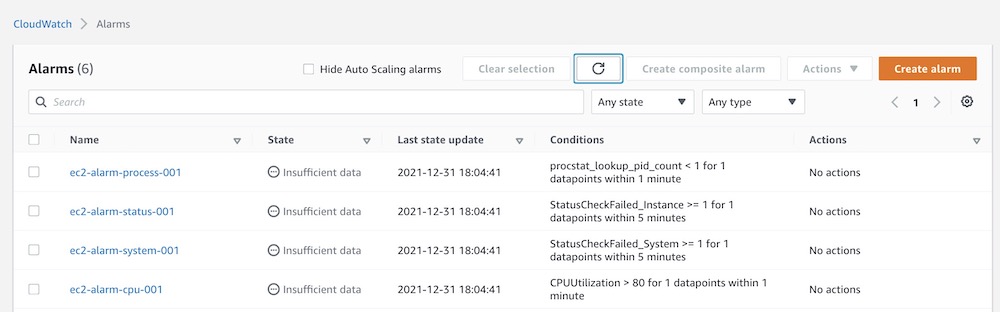 CloudWatch > Alarms
Alarms (6) Hide Auto Scaling alarms Clear selection Create composite alarm Actions Create alarm
Search Any state Any type 1
Name State Last state update Conditions Actions
ec2-alarm-process-001 Insufficient data 2021-12-31 18:04:41 procstat_lookup_pid_count < 1 for 1 No actions
datapoints within 1 minute
ec2-alarm-status-001 Insufficient data 2021-12-31 18:04:41 StatusCheckFailed_Instance >= 1 for 1 No actions
datapoints within 5 minutes
ec2-alarm-system-001 Insufficient data 2021-12-31 18:04:41 StatusCheckFailed_System >= 1 for 1 No actions
datapoints within 5 minutes
ec2-alarm-cpu-001 Insufficient data 2021-12-31 18:04:41 CPUUtilization > 80 for 1 datapoints within 1 No actions
minute